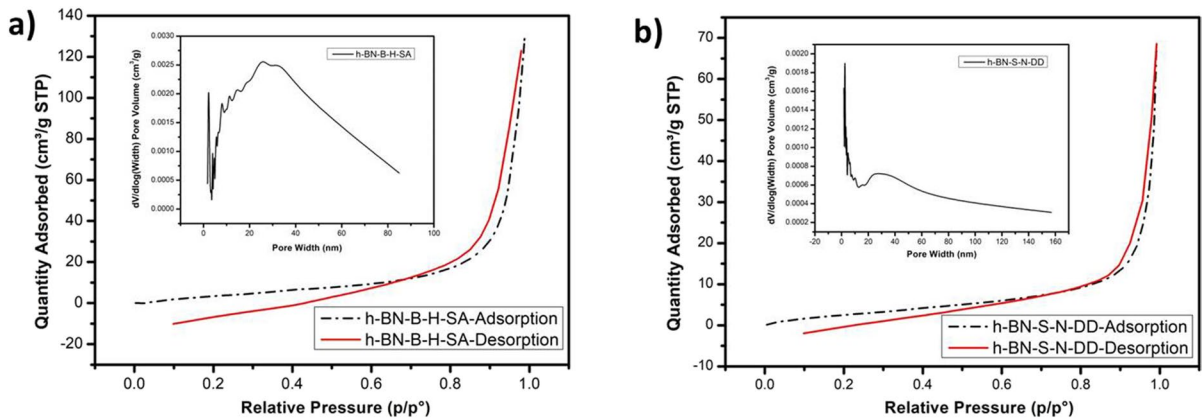 a)
140
120
100
80
60
40
20
0
-20
Quantity Adsorbed (cm³/g STP)
0.0 0.2 0.4 0.6 0.8 1.0
Relative Pressure (p/p°)
h-BN-B-H-SA-Adsorption
h-BN-B-H-SA-Desorption
0.0030
0.0025
0.0020
0.0015
0.0010
0.0005
0.0000
dV/dlog(Width) Pore Volume (cm³/g)
h-BN-B-H-SA
0 20 40 60 80 100
Pore Width (nm)
b)
70
60
50
40
30
20
10
0
-10
Quantity Adsorbed (cm³/g STP)
0.0 0.2 0.4 0.6 0.8 1.0
Relative Pressure (p/p°)
h-BN-S-N-DD-Adsorption
h-BN-S-N-DD-Desorption
0.0020
0.0018
0.0016
0.0014
0.0012
0.0010
0.0008
0.0006
0.0004
0.0002
dV/dlog(Width) Pore Volume (cm³/g)
h-BN-S-N-DD
-20 0 20 40 60 80 100 120 140 160
Pore Width (nm)